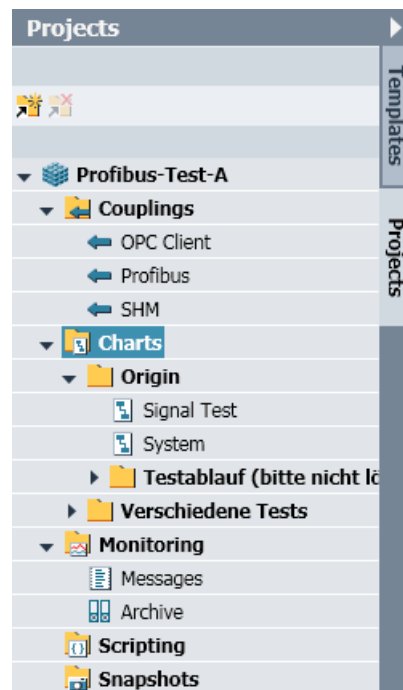 Projects
Templates
Projects
Profibus-Test-A
Couplings
OPC Client
Profibus
SHM
Charts
Origin
Signal Test
System
Testablauf (bitte nicht
Verschiedene Tests
Monitoring
Messages
Archive
Scripting
Snapshots